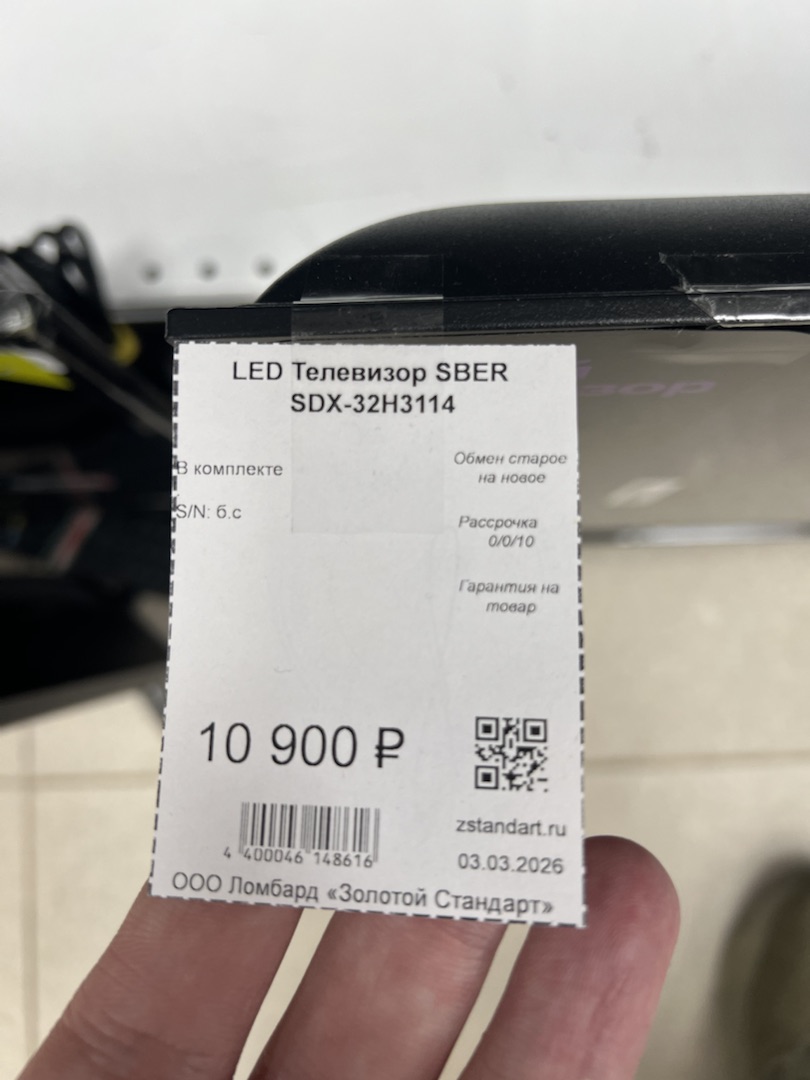 LED Телевизор SBER
SDX-32H3114
В комплекте
:
S/N: б.с
Обмен старое
на новое
Рассрочка
0/0/10
Гарантия на
товар
10 900 ₽
4 400046 148616
zstandart.ru
03.03.2026
ООО Ломбард «Золотой Стандарт»